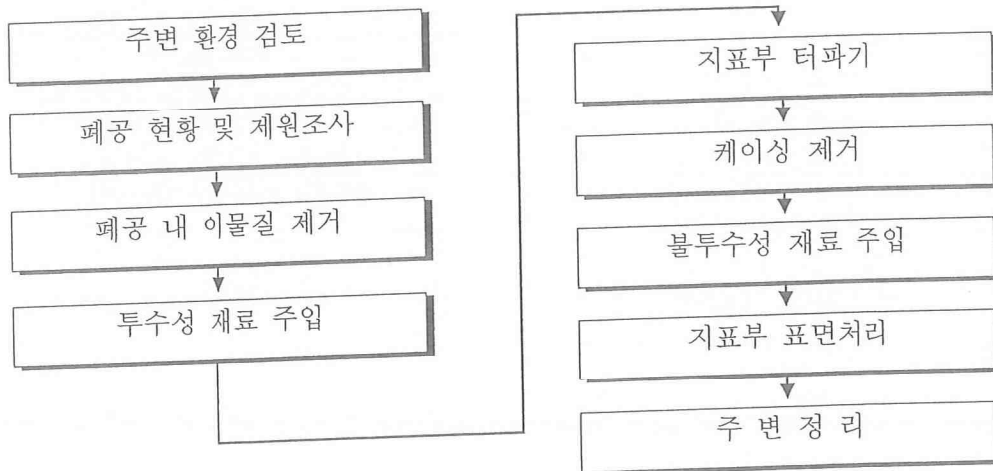 주변 환경 검토
폐공 현황 및 제원조사
폐공 내 이물질 제거
투수성 재료 주입
지표부 터파기
케이싱 제거
불투수성 재료 주입
지표부 표면처리
주 변 정 리